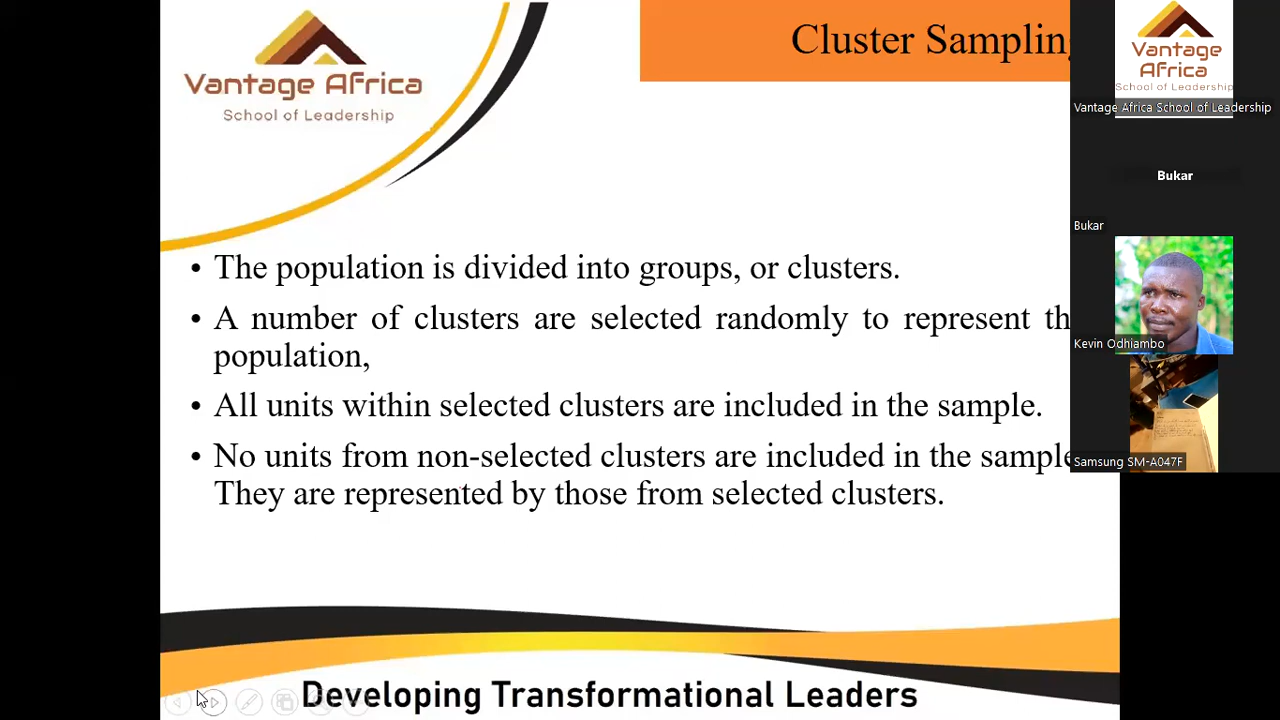 Vantage Africa
School of Leadership
Cluster Sampling
The population is divided into groups, or clusters.
A number of clusters are selected randomly to represent th
population,
All units within selected clusters are included in the sample.
No units from non-selected clusters are included in the sample
They are represented by those from selected clusters.
Developing Transformational Leaders
Vantage
Africa
School of Leadership
Vantage Africa School of Leadership
Bukar
Bukar
Kevin Odhiambo
Samsung SM-A047F